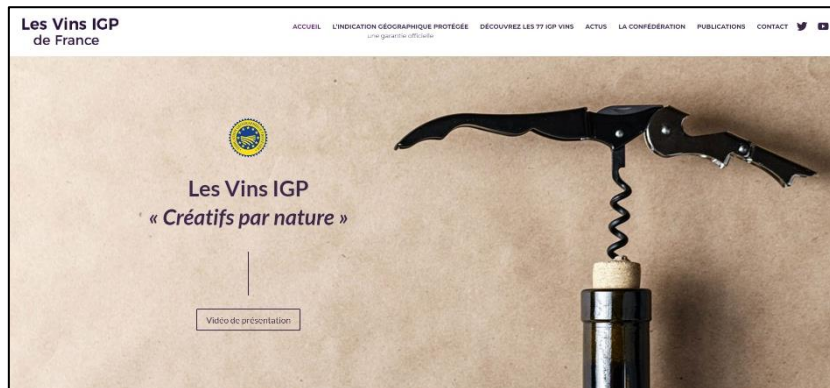 Les Vins IGP
de France
ACCUEIL L'INDICATION GÉOGRAPHIQUE PROTÉGÉE DÉCOUVREZ LES 77 IGP VINS ACTUS LA CONFÉDÉRATION PUBLICATIONS CONTACT
une garantie officielle
Les Vins IGP
« Créatifs par nature »
Vidéo de présentation